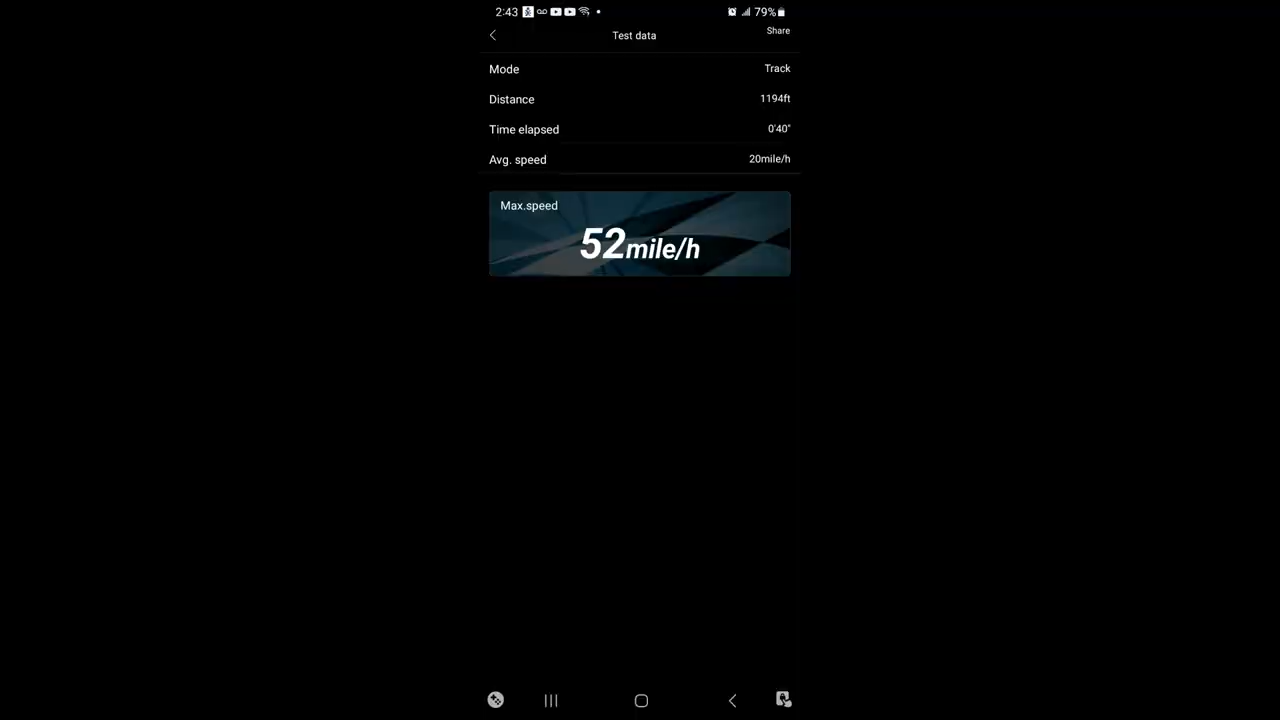 2:43 79%
Test data Share
Mode Track
Distance 1194ft
Time elapsed 0'40"
Avg. speed 20mile/h
Max.speed
52mile/h